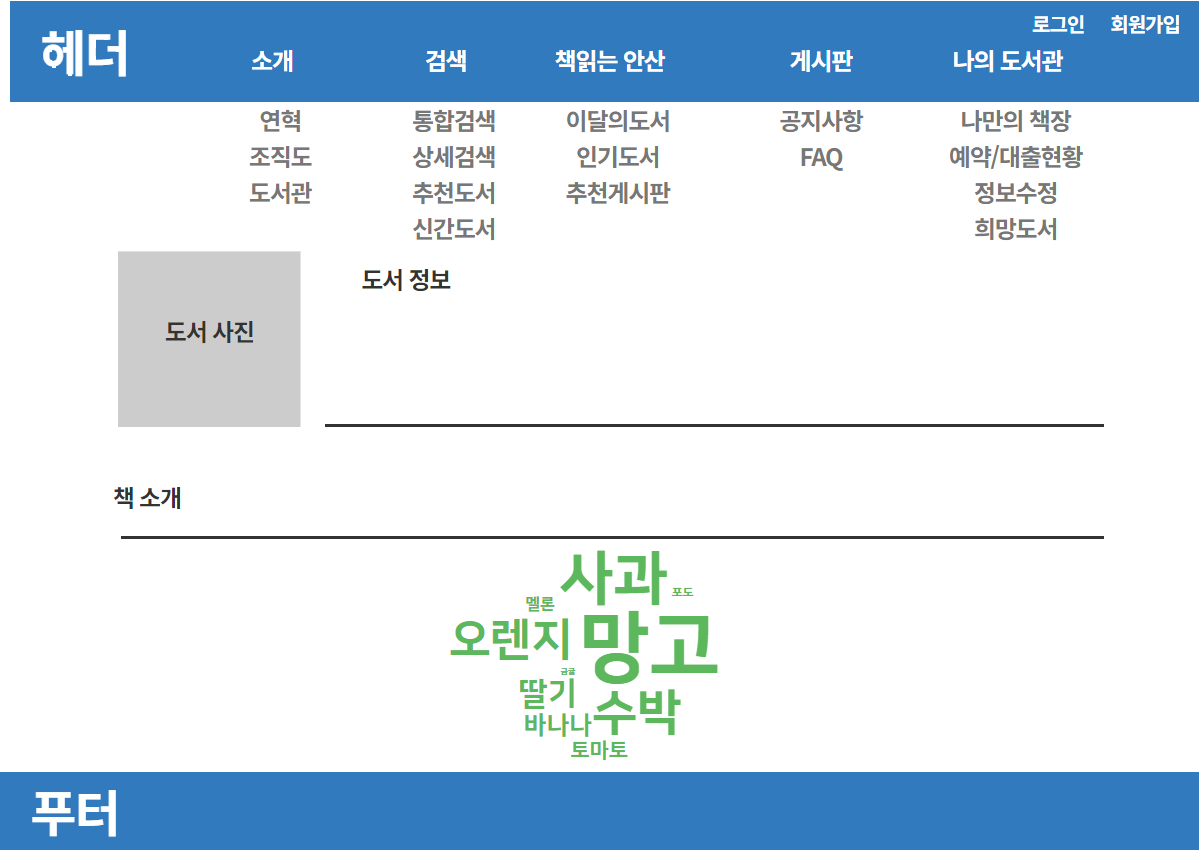 로그인 회원가입
헤더 소개 검색 책읽는 안산 게시판 나의 도서관
연혁 통합검색 이달의도서 공지사항 나만의 책장
조직도 상세검색 인기도서 FAQ 예약/대출현황
도서관 추천도서 추천게시판 정보수정
신간도서 희망도서
도서 정보
도서 사진
책 소개
사과
포도
멜론
오렌지 망고
금귤
딸기 수박
바나나
토마토
푸터